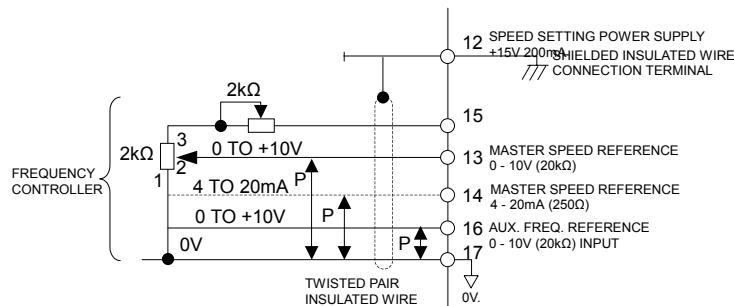 12 SPEED SETTING POWER SUPPLY
+15V 200mA
SHIELDED INSULATED WIRE
CONNECTION TERMINAL
2kΩ
15
3
2kΩ
2
1
0 TO +10V
13 MASTER SPEED REFERENCE
0 - 10V (20kΩ)
FREQUENCY
CONTROLLER
4 TO 20mA
P
14 MASTER SPEED REFERENCE
4 - 20mA (250Ω)
0 TO +10V
P
16 AUX. FREQ. REFERENCE
0 - 10V (20kΩ) INPUT
P
0V
17
TWISTED PAIR
INSULATED WIRE
0V.